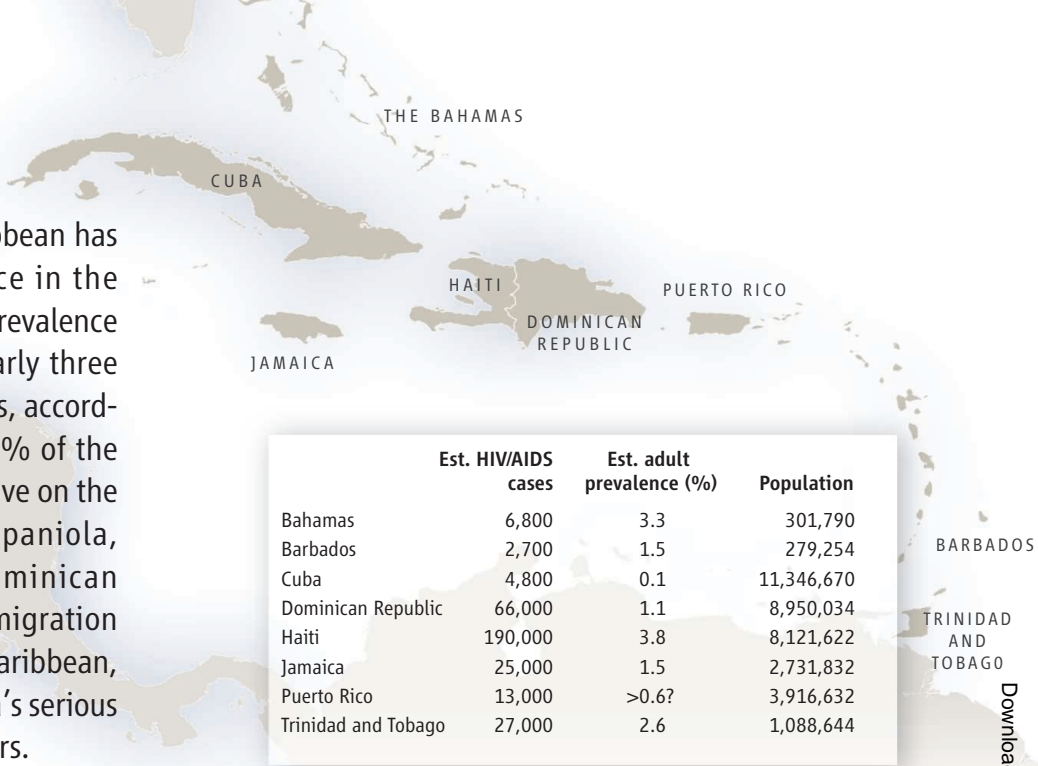 THE BAHAMAS
CUBA
HAITI
PUERTO RICO
DOMINICAN
REPUBLIC
JAMAICA
BARBADOS
TRINIDAD
AND
TOBAGO
bean has
ce in the
revalence
arly three
s, accord-
% of the
ve on the
paniola,
minican
migration
aribbean,
's serious
rs.
Est. HIV/AIDS Est. adult
cases prevalence (%) Population
Bahamas 6,800 3.3 301,790
Barbados 2,700 1.5 279,254
Cuba 4,800 0.1 11,346,670
Dominican Republic 66,000 1.1 8,950,034
Haiti 190,000 3.8 8,121,622
Jamaica 25,000 1.5 2,731,832
Puerto Rico 13,000 >0.6? 3,916,632
Trinidad and Tobago 27,000 2.6 1,088,644
Downloa